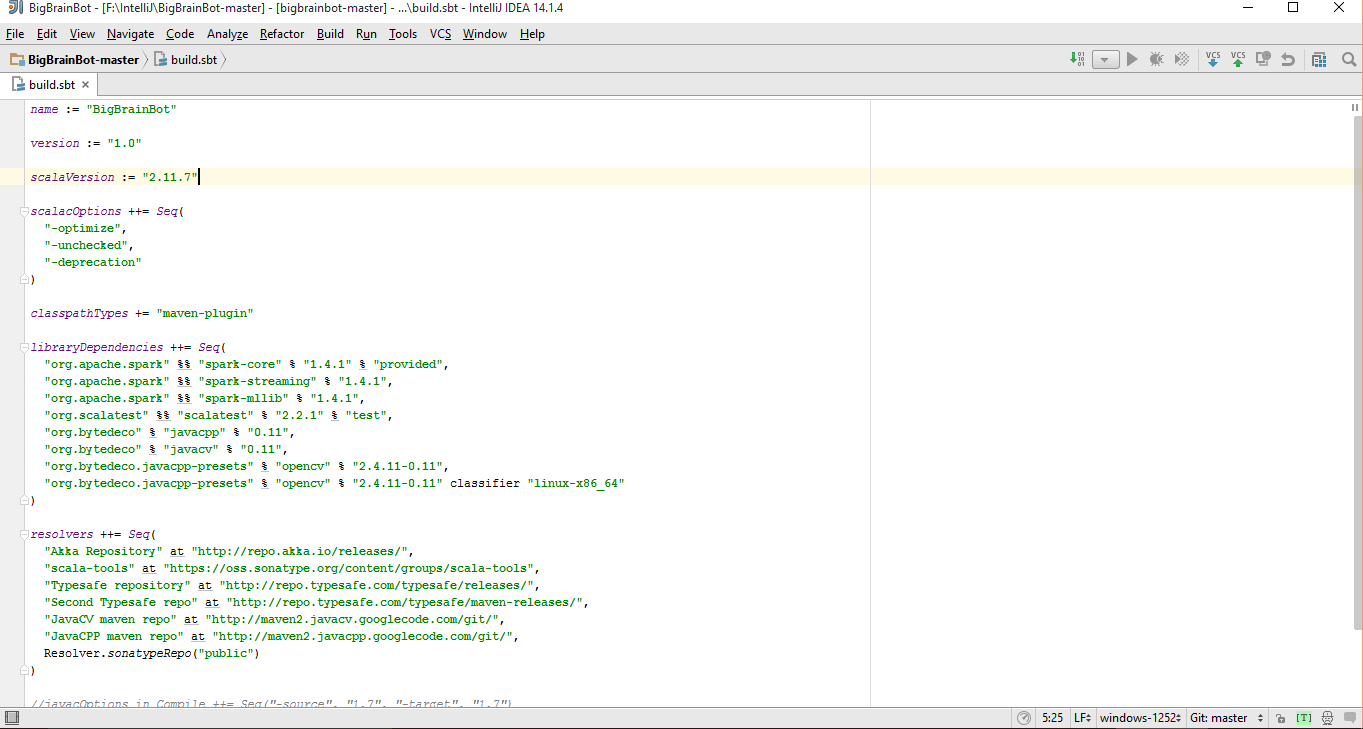 BigBrainBot - [F:\IntelliJ\BigBrainBot-master] - [bigbrainbot-master] - ...\build.sbt - IntelliJ IDEA 14.1.4
File Edit View Navigate Code Analyze Refactor Build Run Tools VCS Window Help
BigBrainBot-master build.sbt
VCS VCS
build.sbt
name := "BigBrainBot"
version := "1.0"
scalaVersion := "2.11.7"
scalacOptions ++= Seq(
"-optimize",
"-unchecked",
"-deprecation"
)
classpathTypes += "maven-plugin"
libraryDependencies ++= Seq(
"org.apache.spark" %% "spark-core" % "1.4.1" % "provided",
"org.apache.spark" %% "spark-streaming" % "1.4.1",
"org.apache.spark" %% "spark-mllib" % "1.4.1",
"org.scalatest" %% "scalatest" % "2.2.1" % "test",
"org.bytedeco" % "javacpp" % "0.11",
"org.bytedeco" % "javacv" % "0.11",
"org.bytedeco.javacpp-presets" % "opencv" % "2.4.11-0.11",
"org.bytedeco.javacpp-presets" % "opencv" % "2.4.11-0.11" classifier "linux-x86_64"
)
resolvers ++= Seq(
"Akka Repository" at "http://repo.akka.io/releases/",
"scala-tools" at "https://oss.sonatype.org/content/groups/scala-tools",
"Typesafe repository" at "http://repo.typesafe.com/typesafe/releases/",
"Second Typesafe repo" at "http://repo.typesafe.com/typesafe/maven-releases/",
"JavaCV maven repo" at "http://maven2.javacv.googlecode.com/git/",
"JavaCPP maven repo" at "http://maven2.javacpp.googlecode.com/git/",
Resolver.sonatypeRepo("public")
)
//javacOptions in Compile ++= Seq("-source", "1.7", "-target", "1.7")
5:25 LF windows-1252 Git: master [T]